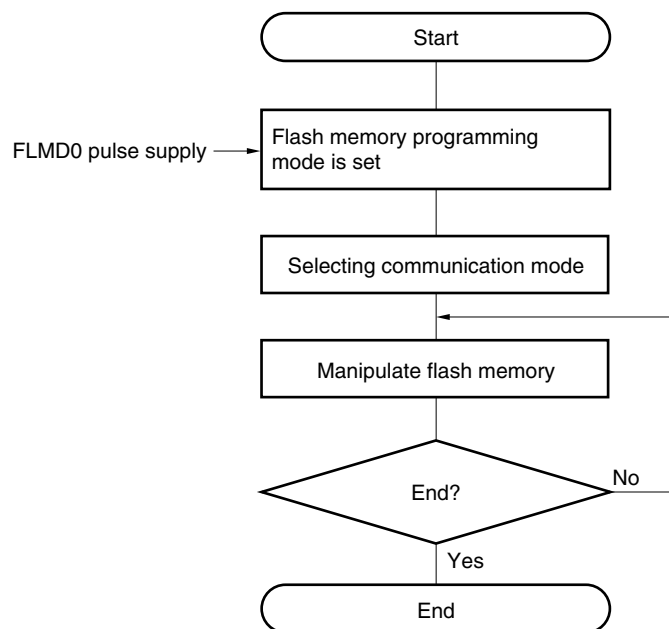 Start
FLMD0 pulse supply
Flash memory programming
mode is set
Selecting communication mode
Manipulate flash memory
End?
No
Yes
End